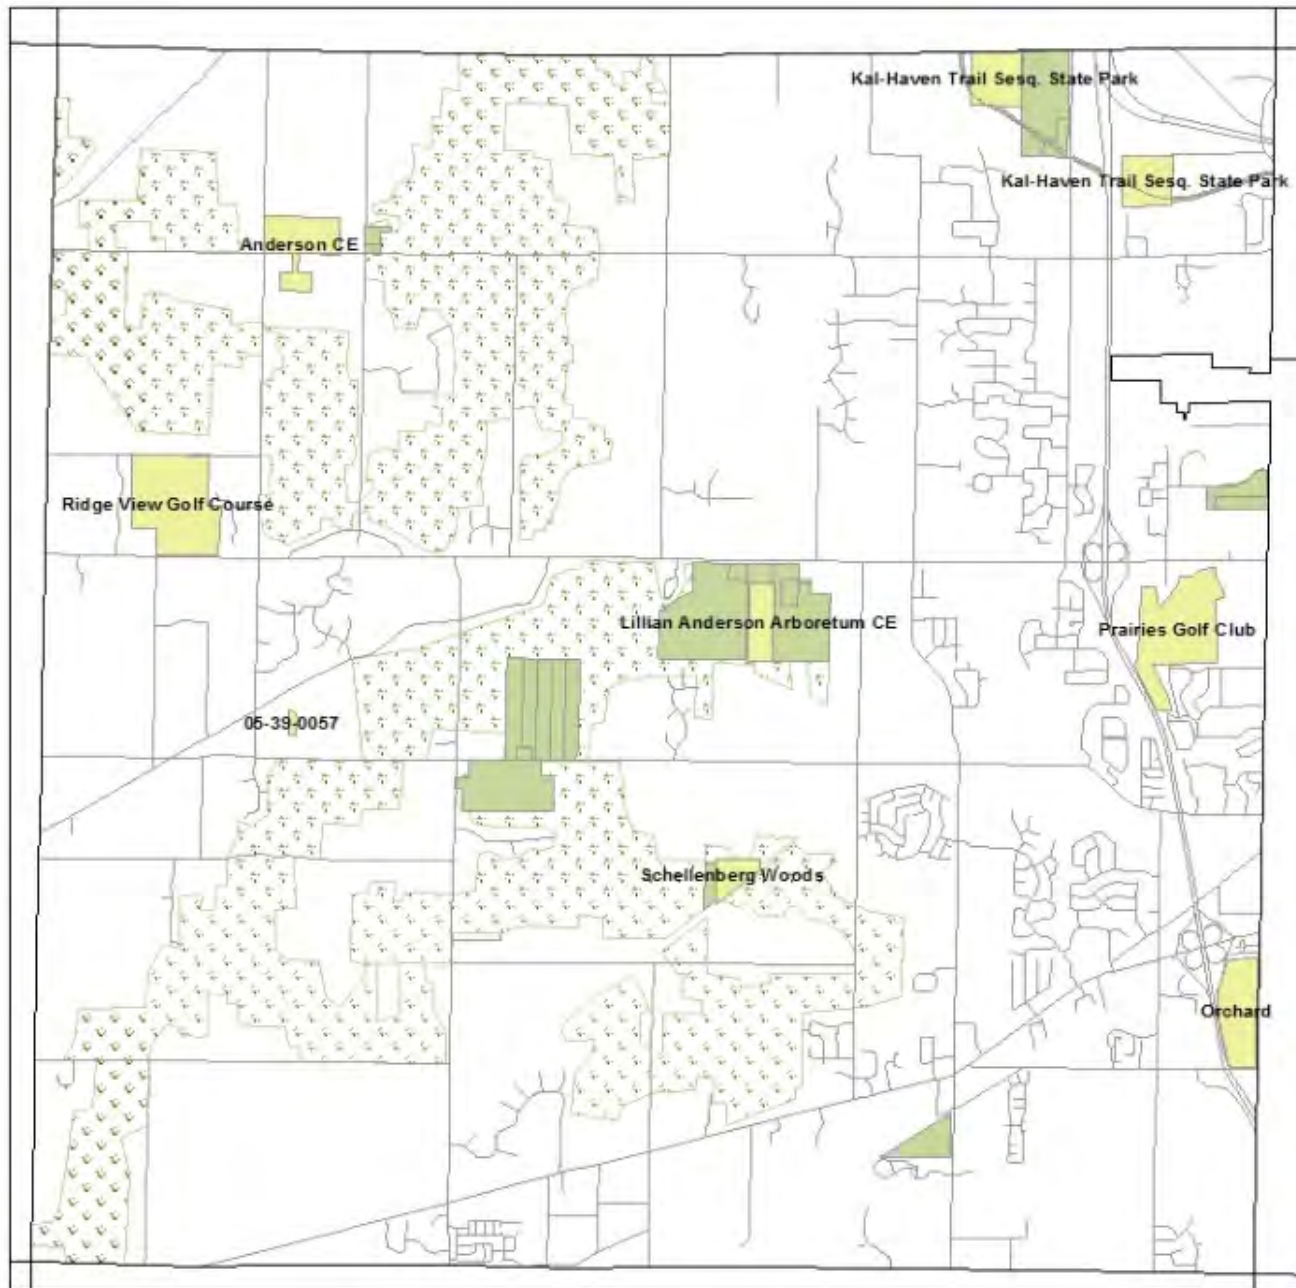 Kal-Haven Trail Sesq. State Park
Kal-Haven Trail Sesq. State Park
Anderson CE
Ridge View Golf Course
Lillian Anderson Arboretum CE
Prairies Golf Club
05-39-0057
Schellenberg Woods
Orchard